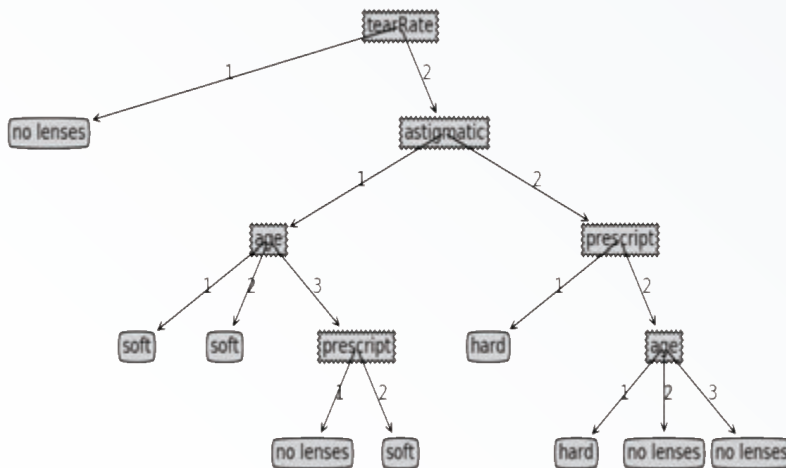 tearRate
1
2
no lenses
astigmatic
1
2
age
prescript
1
2
3
1
2
soft
soft
prescript
hard
age
1
2
1
2
3
no lenses
soft
hard
no lenses
no lenses